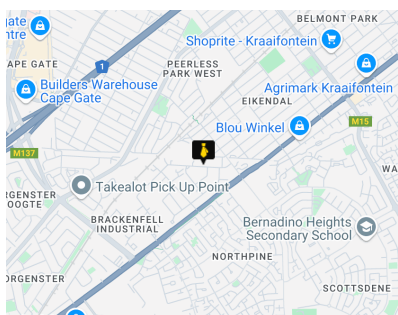 BELMONT PARK
gate
ntre
Shoprite - Kraaifontein
APE GATE
1
PEERLESS
PARK WEST
Builders Warehouse
Cape Gate
Agrimark Kraaifontein
EIKENDAL
Blou Winkel
M15
M137
WA
RGENSTER
OOGTE
Takealot Pick Up Point
BRACKENFELL
INDUSTRIAL
Bernadino Heights
Secondary School
NORTHPINE
ORGENSTER
SCOTTSDENE